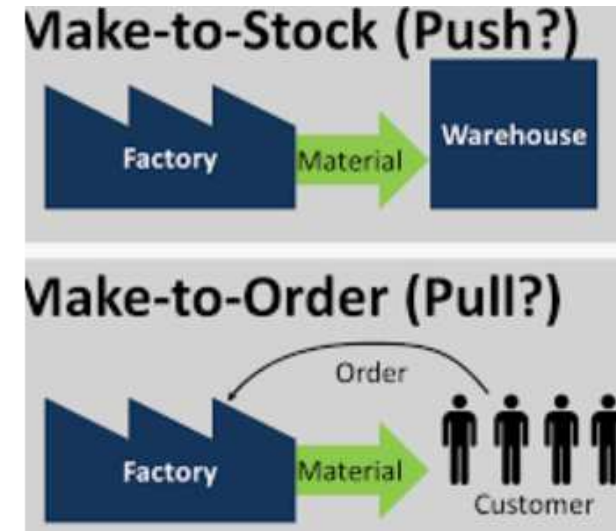 Make-to-Stock (Push?)
Factory
Material
Warehouse
Make-to-Order (Pull?)
Order
Factory
Material
Customer